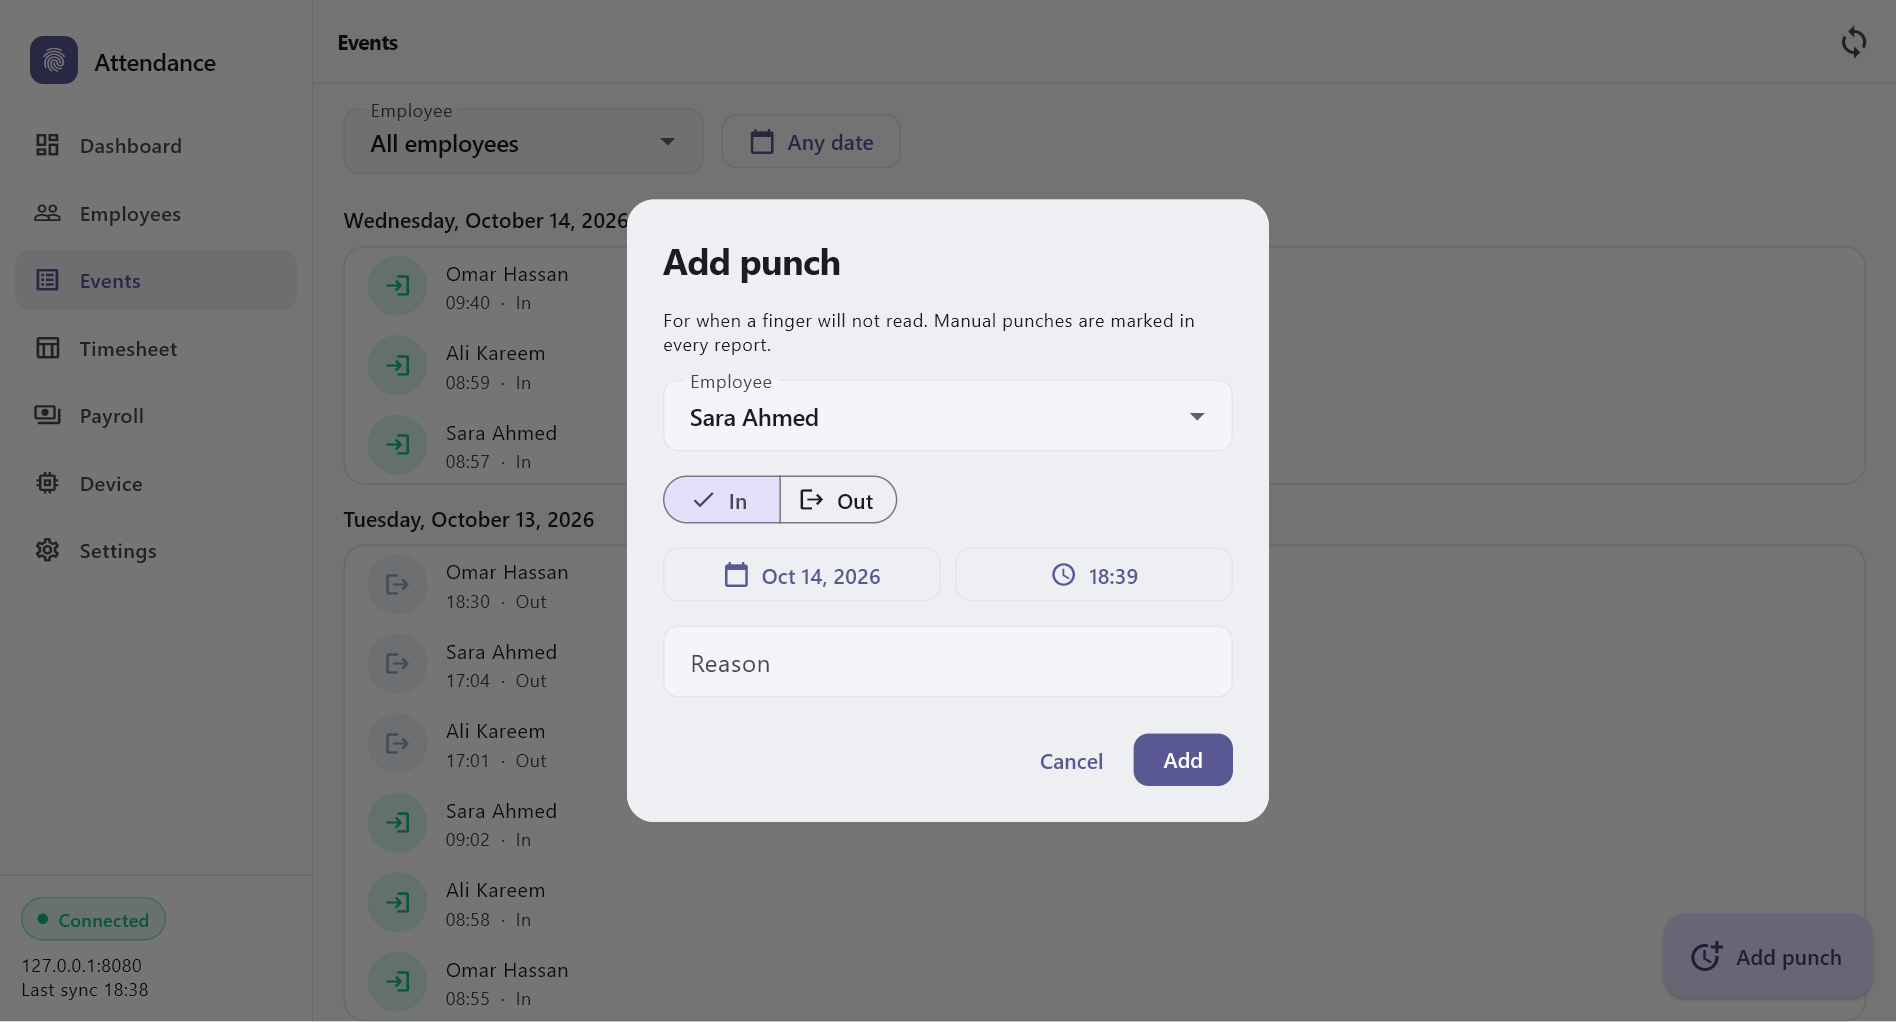 Attendance
Dashboard
Employees
Events
Timesheet
Payroll
Device
Settings
Connected
127.0.0.1:8080
Last sync 18:38
Events
Employee
All employees
Any date
Wednesday, October 14, 2026
Omar Hassan
09:40 · In
Ali Kareem
08:59 · In
Sara Ahmed
08:57 · In
Tuesday, October 13, 2026
Omar Hassan
18:30 · Out
Sara Ahmed
17:04 · Out
Ali Kareem
17:01 · Out
Sara Ahmed
09:02 · In
Ali Kareem
08:58 · In
Omar Hassan
08:55 · In
Add punch
For when a finger will not read. Manual punches are marked in
every report.
Employee
Sara Ahmed
In Out
Oct 14, 2026 18:39
Reason
Cancel Add
Add punch